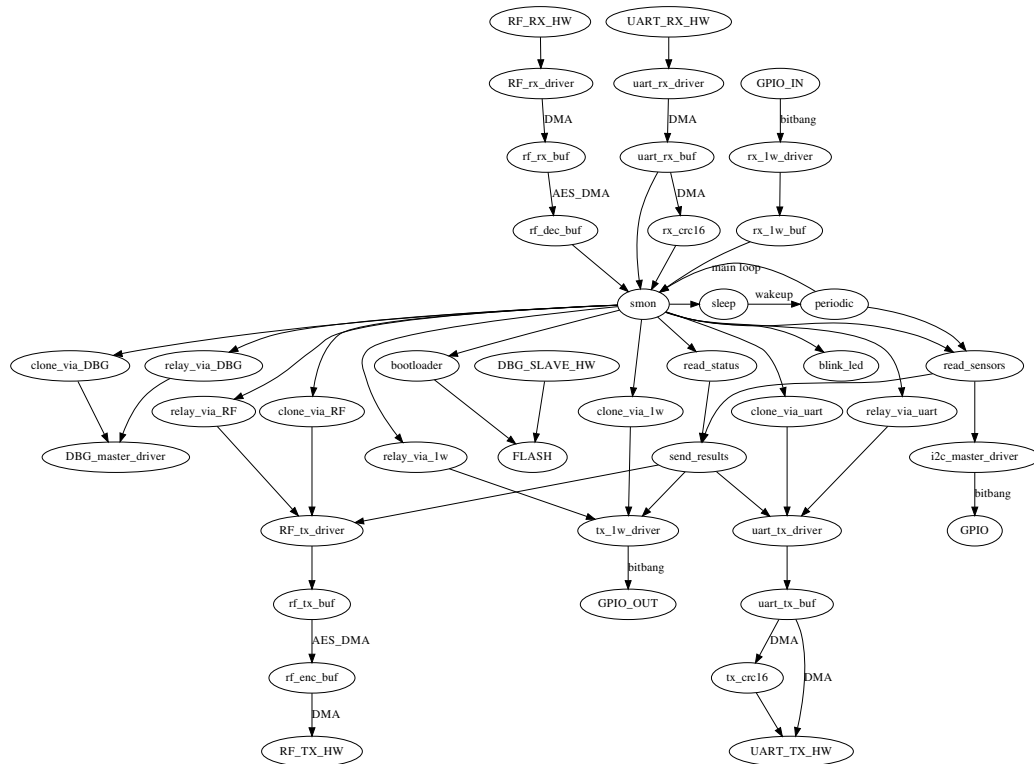 RF_RX_HW
UART_RX_HW
RF_rx_driver
uart_rx_driver
GPIO_IN
DMA
DMA
bitbang
rf_rx_buf
uart_rx_buf
rx_1w_driver
AES_DMA
DMA
rf_dec_buf
rx_crc16
rx_1w_buf
main loop
smon
sleep
wakeup
periodic
clone_via_DBG
relay_via_DBG
bootloader
DBG_SLAVE_HW
read_status
blink_led
read_sensors
relay_via_RF
clone_via_RF
clone_via_1w
clone_via_uart
relay_via_uart
DBG_master_driver
relay_via_1w
FLASH
send_results
i2c_master_driver
bitbang
RF_tx_driver
tx_1w_driver
uart_tx_driver
GPIO
bitbang
rf_tx_buf
GPIO_OUT
uart_tx_buf
AES_DMA
DMA
rf_enc_buf
tx_crc16
DMA
DMA
RF_TX_HW
UART_TX_HW